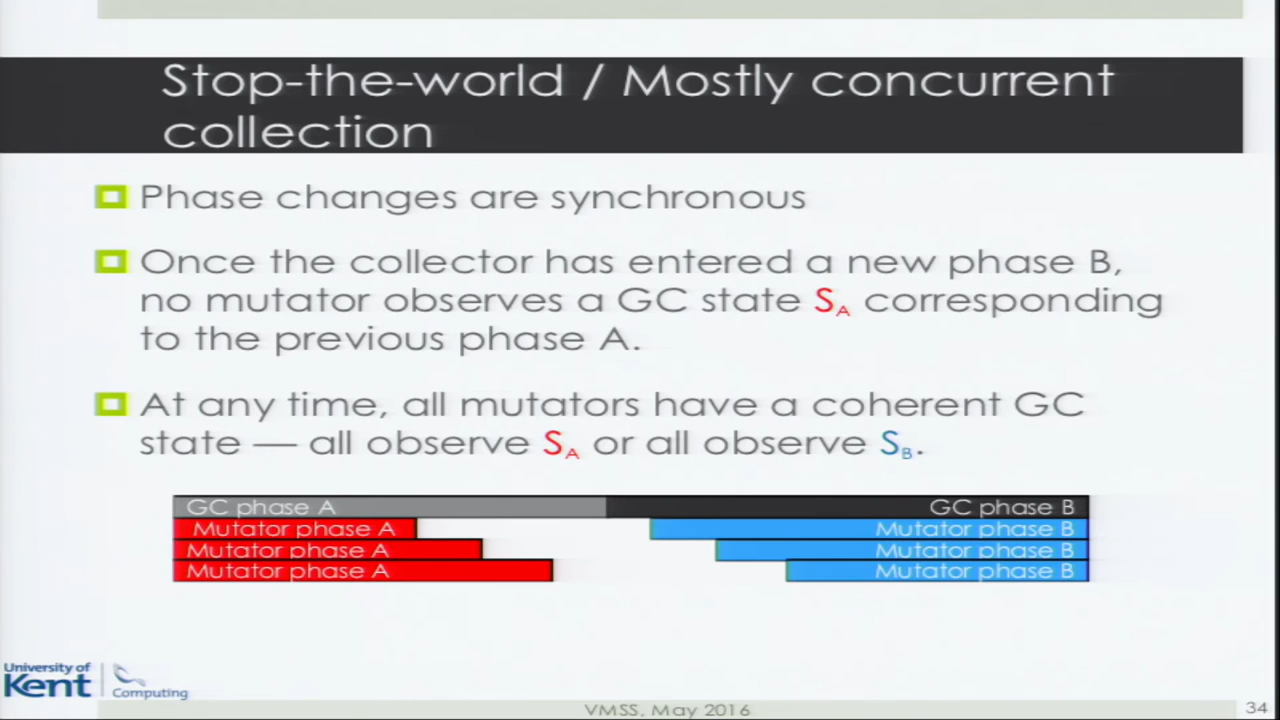 Stop-the-world / Mostly concurrent
collection
Phase changes are synchronous
Once the collector has entered a new phase B,
no mutator observes a GC state SA corresponding
to the previous phase A.
At any time, all mutators have a coherent GC
state — all observe SA or all observe SB.
GC phase A GC phase B
Mutator phase A Mutator phase B
Mutator phase A Mutator phase B
Mutator phase A Mutator phase B
University of
Kent
Computing
VMSS, May 2016
34